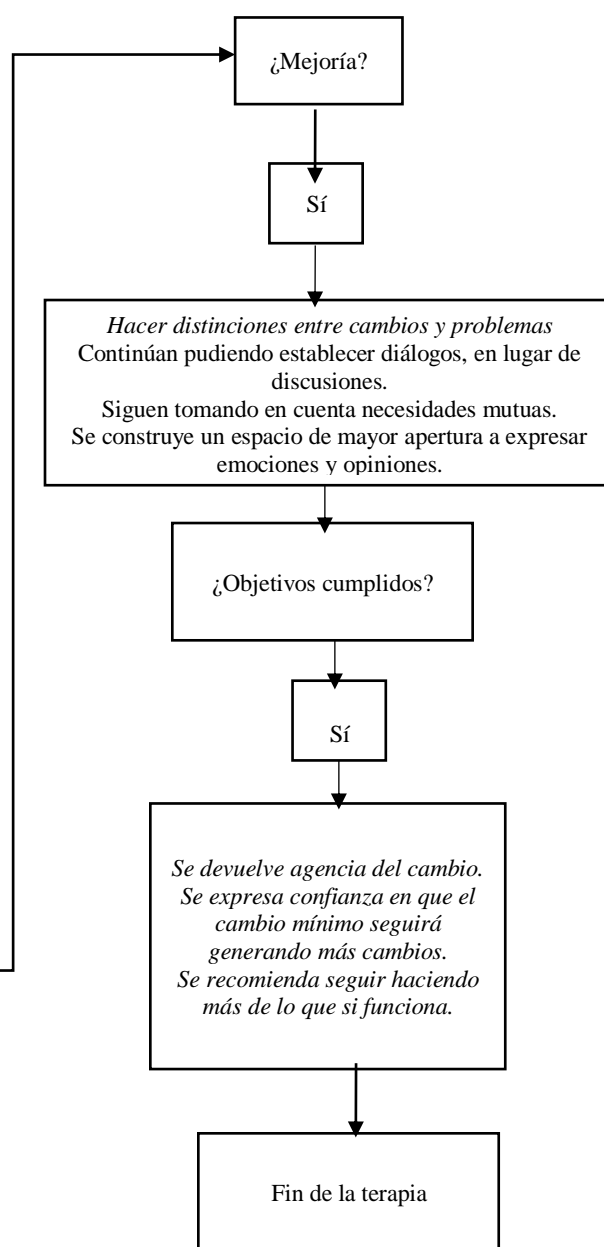 ¿Mejoría?
Sí
Hacer distinciones entre cambios y problemas
Continúan pudiendo establecer diálogos, en lugar de
discusiones.
Siguen tomando en cuenta necesidades mutuas.
Se construye un espacio de mayor apertura a expresar
emociones y opiniones.
¿Objetivos cumplidos?
Sí
Se devuelve agencia del cambio.
Se expresa confianza en que el
cambio mínimo seguirá
generando más cambios.
Se recomienda seguir haciendo
más de lo que si funciona.
Fin de la terapia